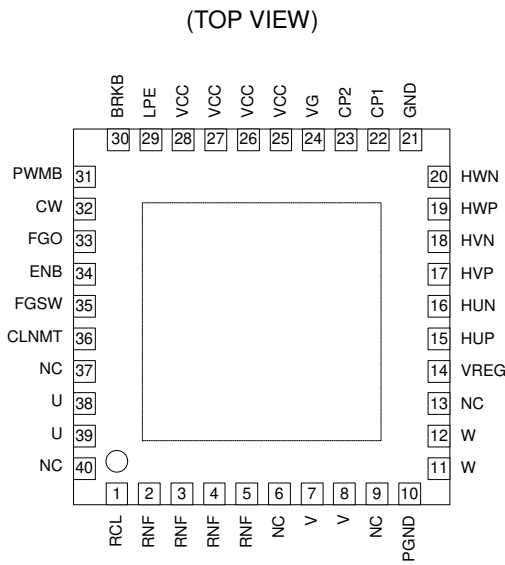 (TOP VIEW)
BRKB LPE VCC VCC VCC VCC VG CP2 CP1 GND
30 29 28 27 26 25 24 23 22 21
PWMB 31 20 HWN
CW 32 19 HWP
FGO 33 18 HVN
ENB 34 17 HVP
FGSW 35 16 HUN
CLNMT 36 15 HUP
NC 37 14 VREG
U 38 13 NC
U 39 12 W
NC 40 11 W
1 2 3 4 5 6 7 8 9 10
RCL RNF RNF RNF RNF NC V V NC PGND